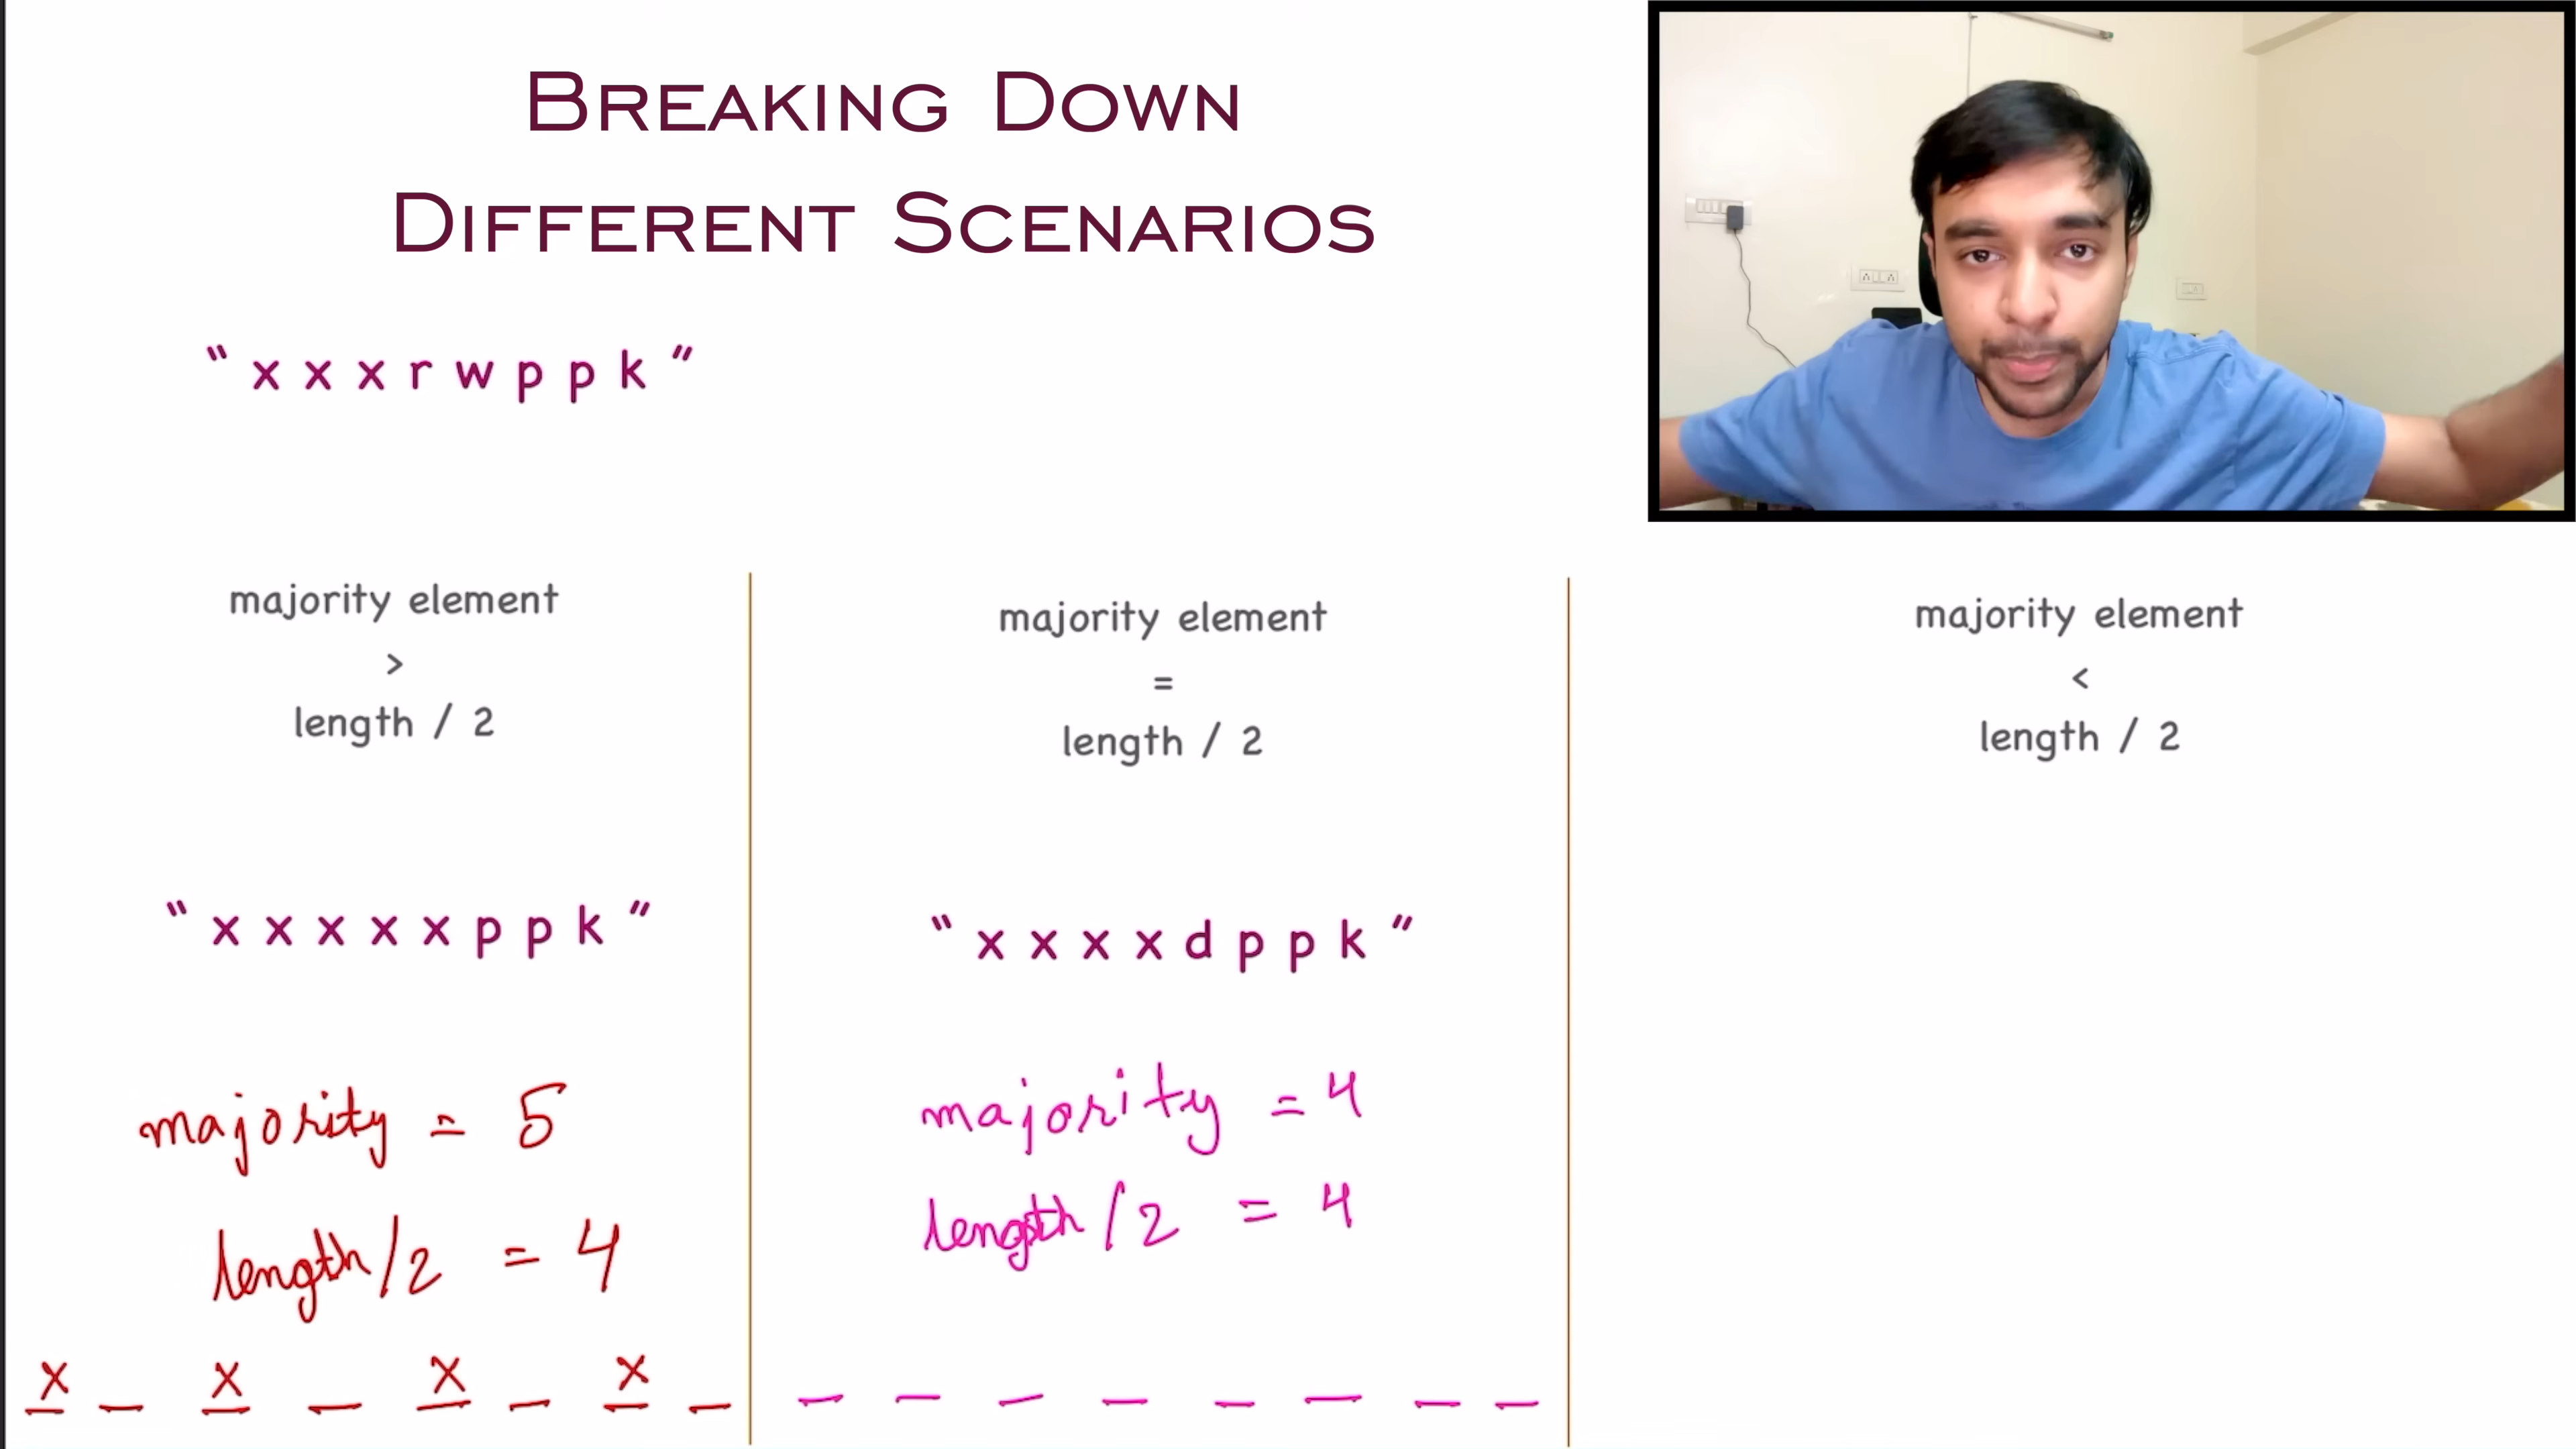 BREAKING DOWN
DIFFERENT SCENARIOS
" x x x r w p p k "
majority element
>
length / 2
" x x x x x p p k "
majority = 5
length/2 = 4
x _ x _ x _ x _
majority element
=
length / 2
" x x x x d p p k "
majority = 4
length/2 = 4
_ _ _ _ _ _ _ _
majority element
<
length / 2